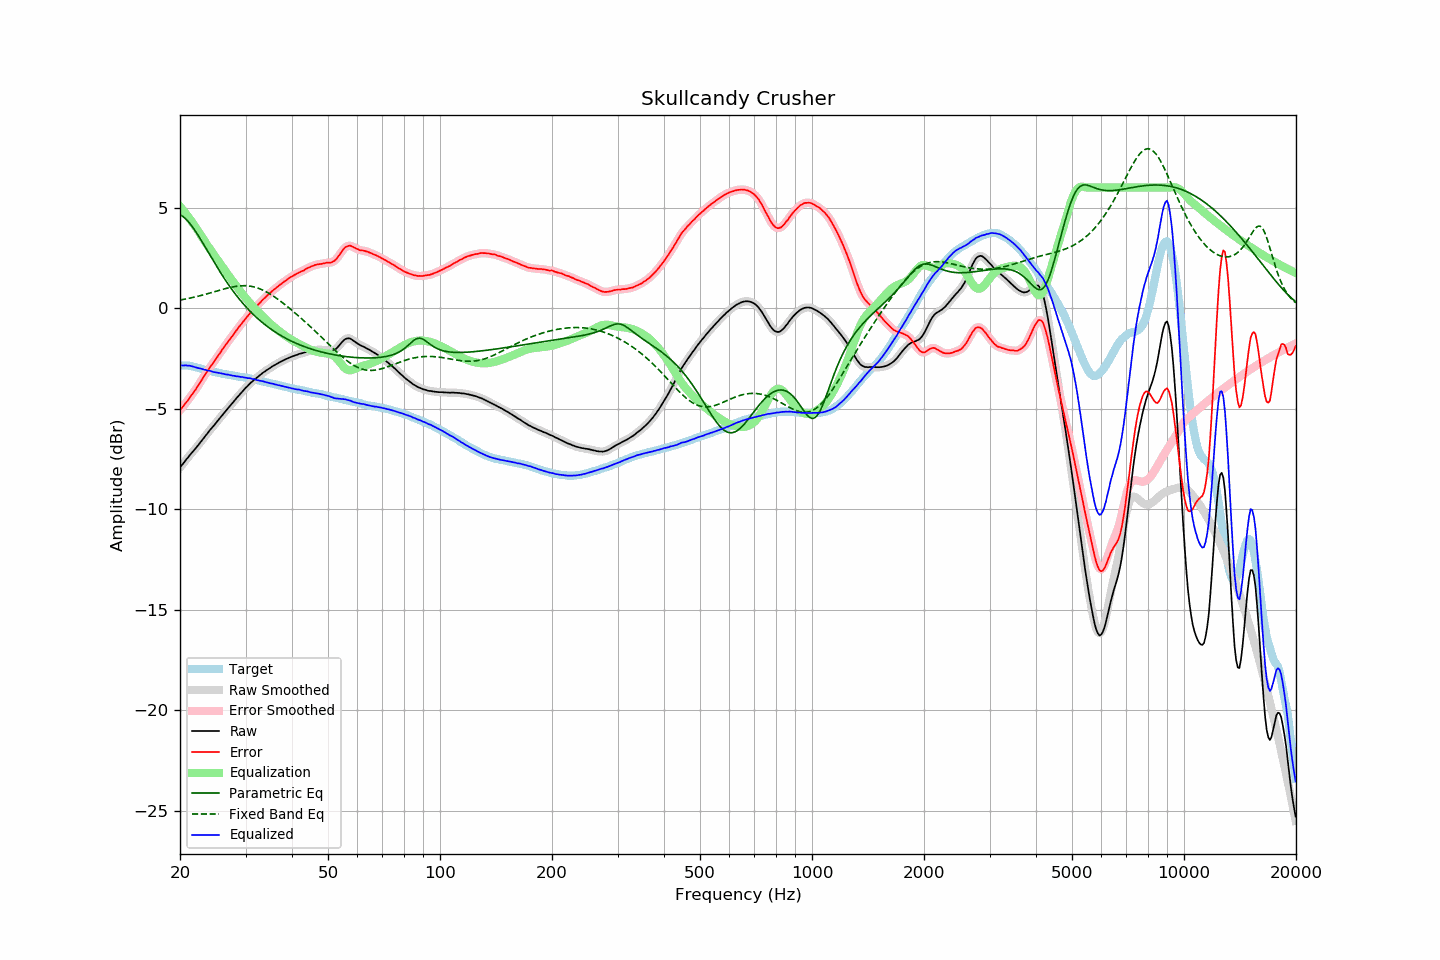 Skullcandy Crusher
Amplitude (dBr)
5
0
−5
−10
−15
−20
−25
Target
Raw Smoothed
Error Smoothed
Raw
Error
Equalization
Parametric Eq
Fixed Band Eq
Equalized
20 50 100 200 500 1000 2000 5000 10000 20000
Frequency (Hz)